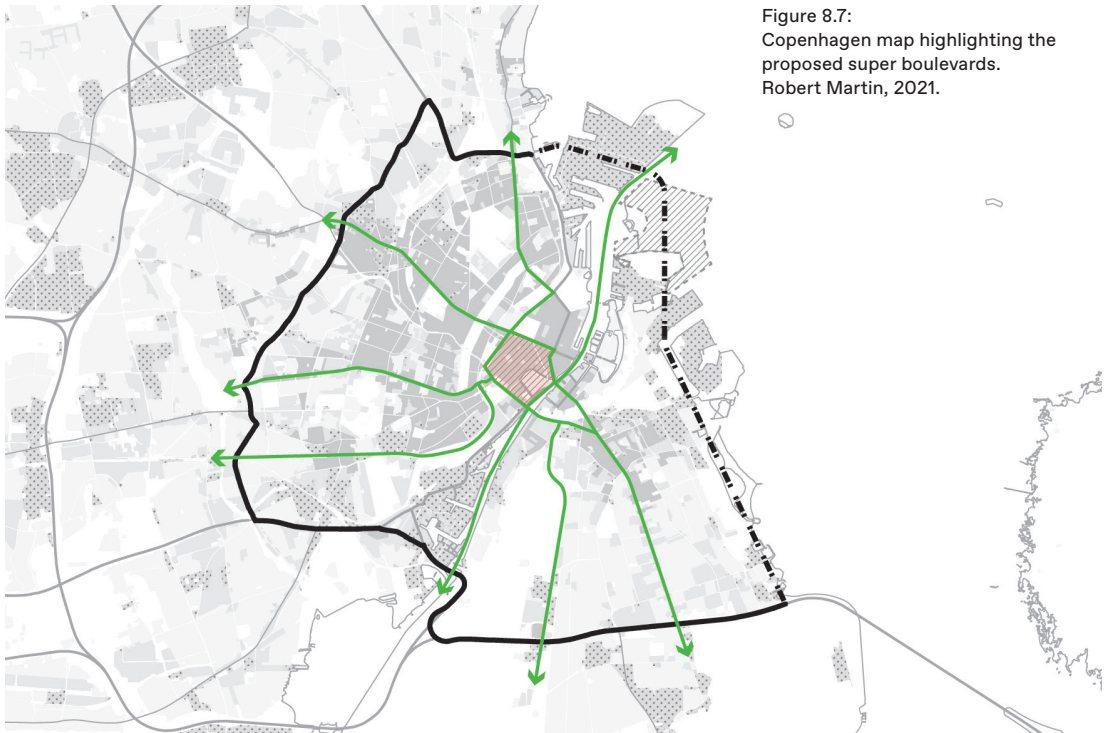 Figure 8.7:
Copenhagen map highlighting the
proposed super boulevards.
Robert Martin, 2021.